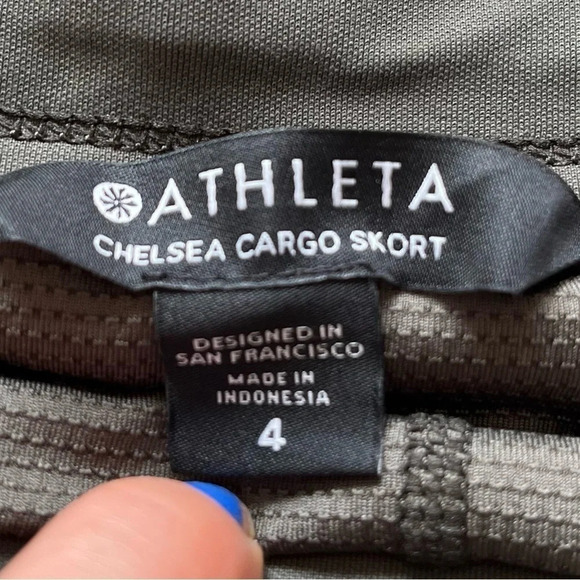 ATHLETA
CHELSEA CARGO SKORT
DESIGNED IN
SAN FRANCISCO
MADE IN
INDONESIA
4